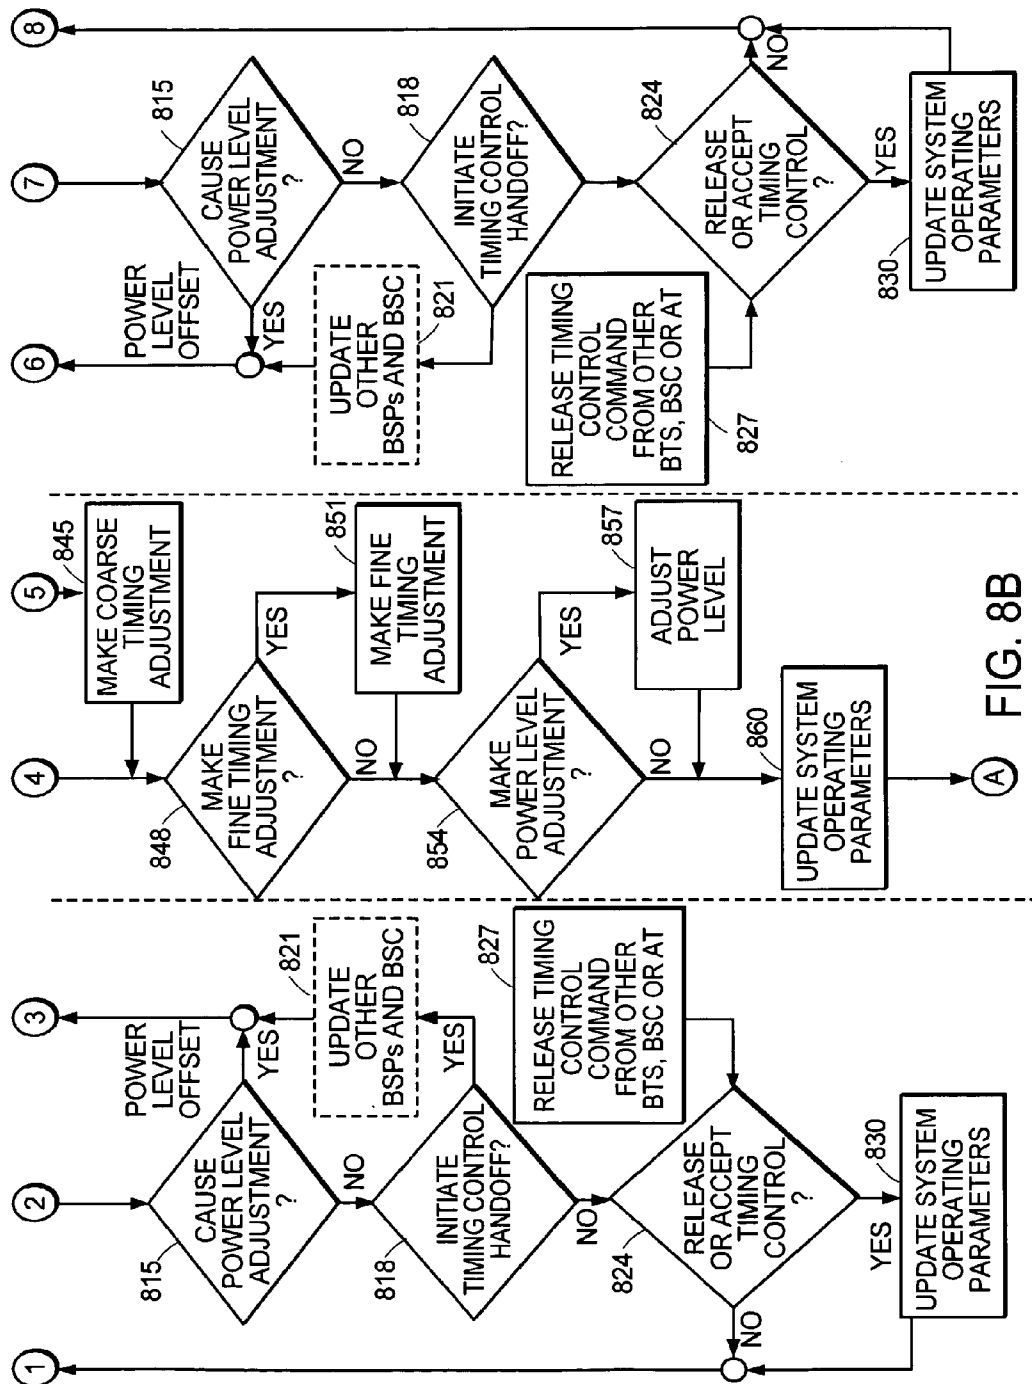 1
2
3
815
CAUSE
POWER LEVEL
ADJUSTMENT
?
YES
POWER
LEVEL
OFFSET
NO
818
INITIATE
TIMING CONTROL
HANDOFF?
YES
UPDATE
OTHER
BSPs AND BSC
821
NO
824
RELEASE
OR ACCEPT
TIMING
CONTROL
?
RELEASE TIMING
CONTROL
COMMAND
FROM OTHER
BTS, BSC OR AT
827
NO
YES
830
UPDATE SYSTEM
OPERATING
PARAMETERS
4
5
845
MAKE COARSE
TIMING
ADJUSTMENT
848
MAKE
FINE TIMING
ADJUSTMENT
?
YES
851
MAKE FINE
TIMING
ADJUSTMENT
NO
854
MAKE
POWER LEVEL
ADJUSTMENT
?
YES
857
ADJUST
POWER
LEVEL
NO
860
UPDATE SYSTEM
OPERATING
PARAMETERS
A
6
7
8
POWER
LEVEL
OFFSET
YES
815
CAUSE
POWER LEVEL
ADJUSTMENT
?
NO
UPDATE
OTHER
BSPs AND BSC
821
818
INITIATE
TIMING CONTROL
HANDOFF?
RELEASE TIMING
CONTROL
COMMAND
FROM OTHER
BTS, BSC OR AT
827
824
RELEASE
OR ACCEPT
TIMING
CONTROL
?
NO
YES
830
UPDATE SYSTEM
OPERATING
PARAMETERS
FIG. 8B